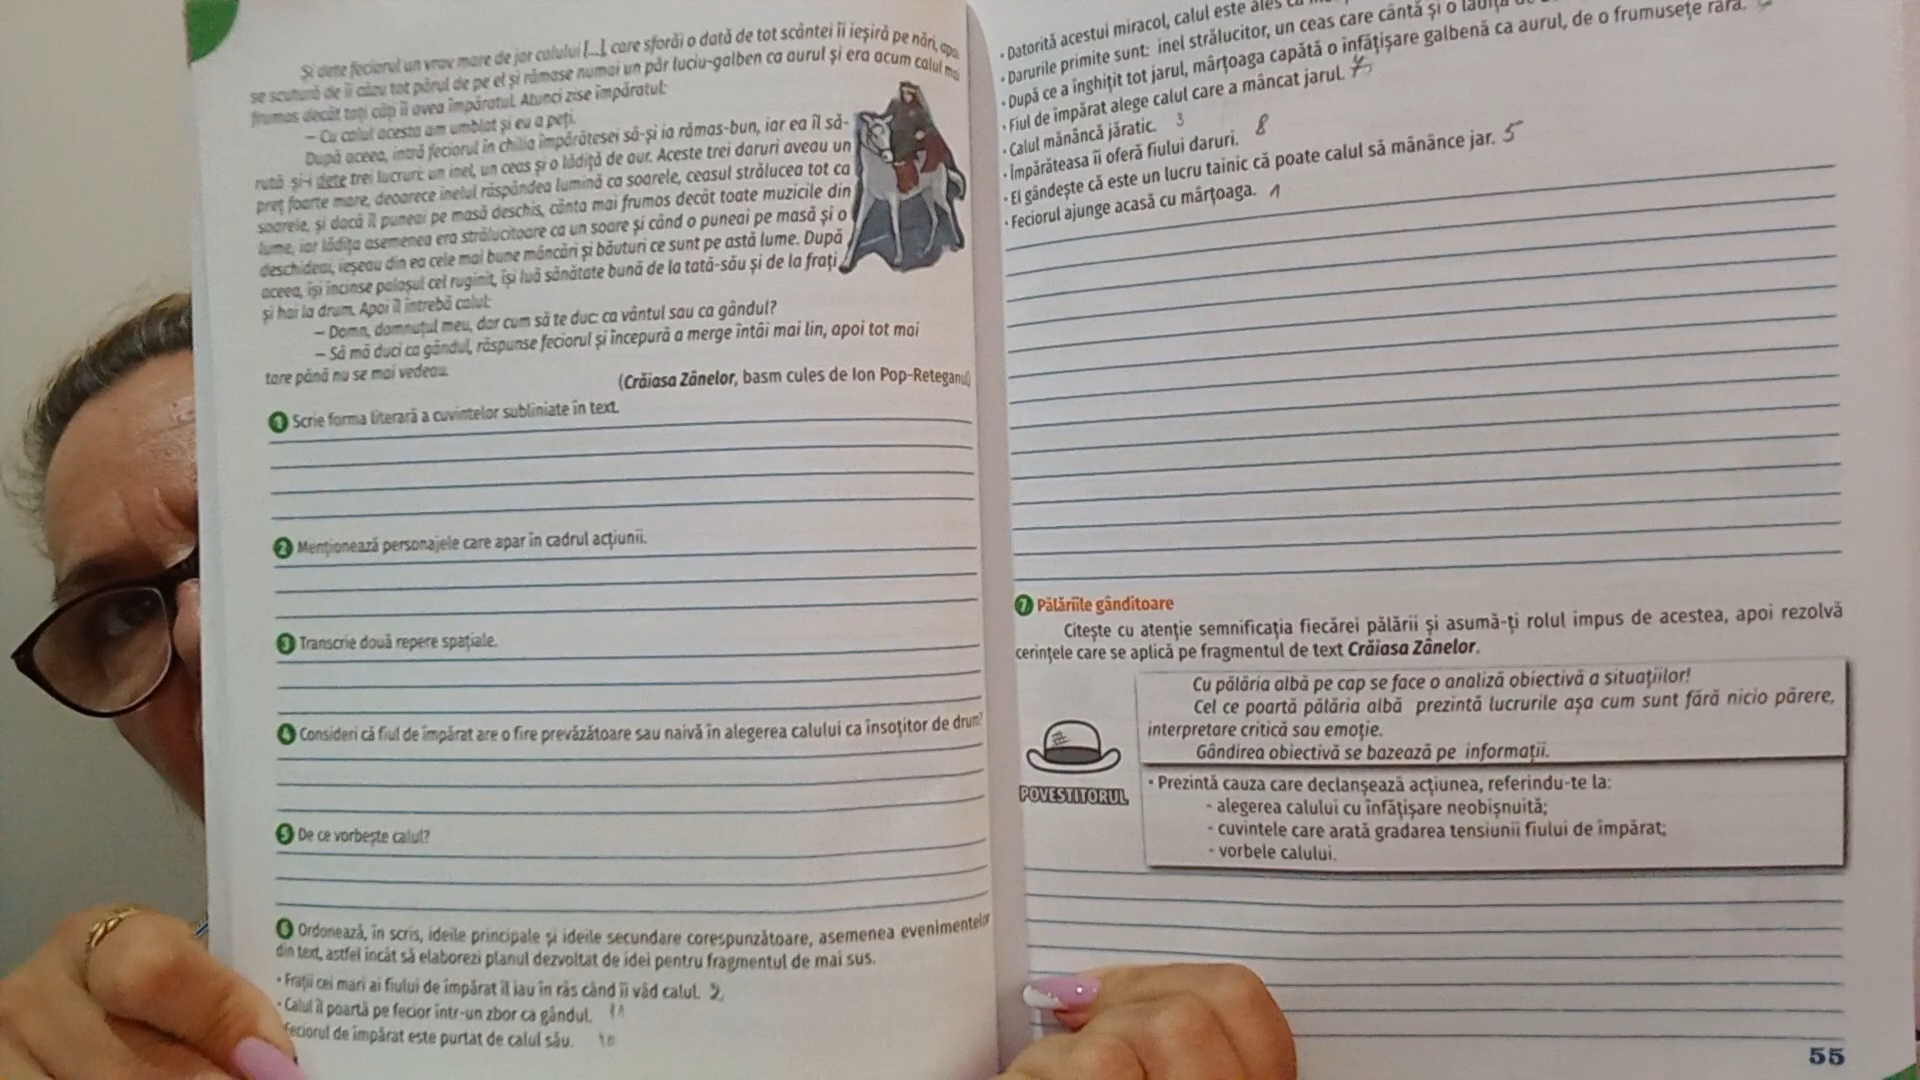 Și dete feciorul un vrav mare de jar calului [...], care sforăi o dată de tot scântei îi ieșiră pe nări, apoi
se scutură de îi căzu tot părul de pe el și rămase numai un păr luciu-galben ca aurul și era acum calul mai
frumos decât toți câți îi avea împăratul. Atunci zise împăratul:
– Cu calul acesta am umblat și eu a peți.
După aceea, intră feciorul în chilia împărătesei să-și ia rămas-bun, iar ea îl să-
rută și-i dete trei lucruri: un inel, un ceas și o lădiță de aur. Aceste trei daruri aveau un
preț foarte mare, deoarece inelul răspândea lumină ca soarele, ceasul strălucea tot ca
soarele, și dacă îl puneai pe masă deschis, cânta mai frumos decât toate muzicile din
lume, iar lădița asemenea era strălucitoare ca un soare și când o puneai pe masă și o
deschideai, ieșeau din ea cele mai bune mâncări și băuturi ce sunt pe astă lume. După
aceea, își încinse paloșul cel ruginit, își luă sănătate bună de la tată-său și de la frați
și hai la drum. Apoi îl întrebă calul:
– Domn, domnuțul meu, dar cum să te duc: ca vântul sau ca gândul?
– Să mă duci ca gândul, răspunse feciorul și începură a merge întâi mai lin, apoi tot mai
tare până nu se mai vedeau.
(Crăiasa Zânelor, basm cules de Ion Pop-Reteganul)
1 Scrie forma literară a cuvintelor subliniate în text.
2 Menționează personajele care apar în cadrul acțiunii.
3 Transcrie două repere spațiale.
4 Consideri că fiul de împărat are o fire prevăzătoare sau naivă în alegerea calului ca însoțitor de drum?
5 De ce vorbește calul?
6 Ordonează, în scris, ideile principale și ideile secundare corespunzătoare, asemenea evenimentelor
din text, astfel încât să elaborezi planul dezvoltat de idei pentru fragmentul de mai sus.
• Frații cei mari ai fiului de împărat îl iau în râs când îi văd calul. 2
• Calul îl poartă pe fecior într-un zbor ca gândul. 11
Feciorul de împărat este purtat de calul său. 10
• Datorită acestui miracol, calul este ales
• Darurile primite sunt: inel strălucitor, un ceas care cântă și o lădiță
• După ce a înghițit tot jarul, mârțoaga capătă o înfățișare galbenă ca aurul, de o frumusețe rară.
• Fiul de împărat alege calul care a mâncat jarul. 7
• Calul mănâncă jăratic. 3
• Împărăteasa îi oferă fiului daruri. 8
• El gândește că este un lucru tainic că poate calul să mănânce jar. 5
• Feciorul ajunge acasă cu mârțoaga. 1
7 Pălăriile gânditoare
Citește cu atenție semnificația fiecărei pălării și asumă-ți rolul impus de acestea, apoi rezolvă
cerințele care se aplică pe fragmentul de text Crăiasa Zânelor.
Cu pălăria albă pe cap se face o analiză obiectivă a situațiilor!
Cel ce poartă pălăria albă prezintă lucrurile așa cum sunt fără nicio părere,
interpretare critică sau emoție.
Gândirea obiectivă se bazează pe informații.
POVESTITORUL
• Prezintă cauza care declanșează acțiunea, referindu-te la:
- alegerea calului cu înfățișare neobișnuită;
- cuvintele care arată gradarea tensiunii fiului de împărat;
- vorbele calului.
55